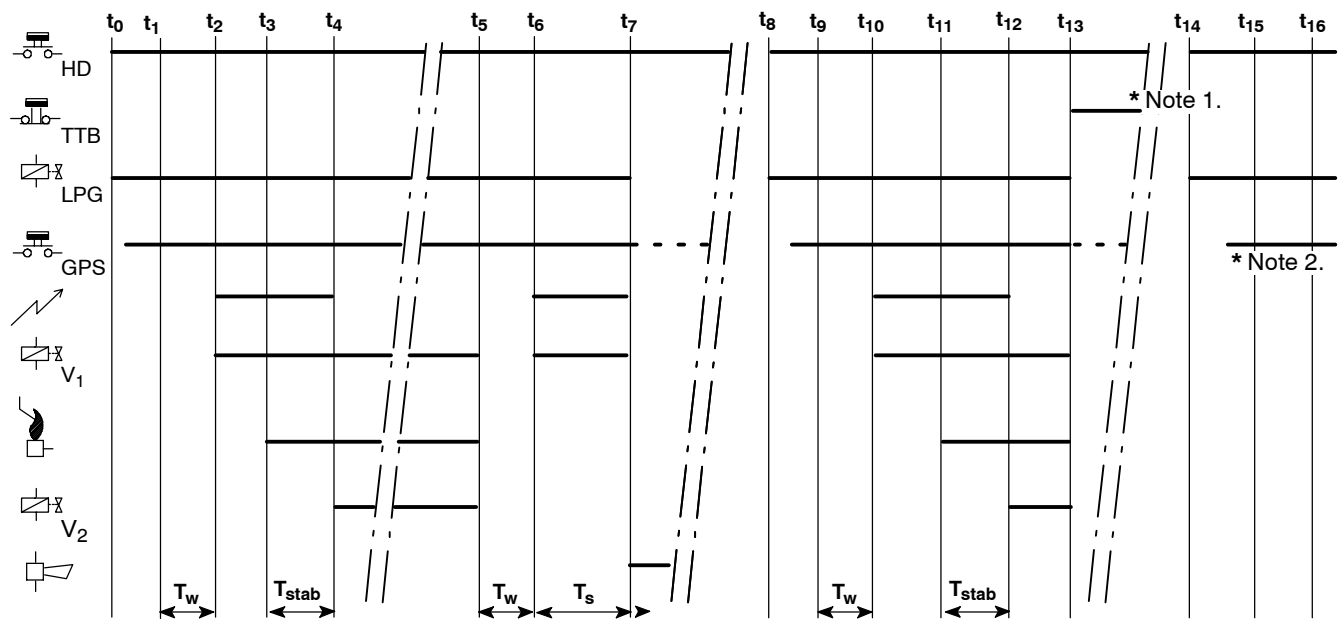 t0 t1 t2 t3 t4 t5 t6 t7 t8 t9 t10 t11 t12 t13 t14 t15 t16
HD
* Note 1.
TTB
LPG
GPS
* Note 2.
V1
V2
Tw Tstab Tw Ts Tw Tstab